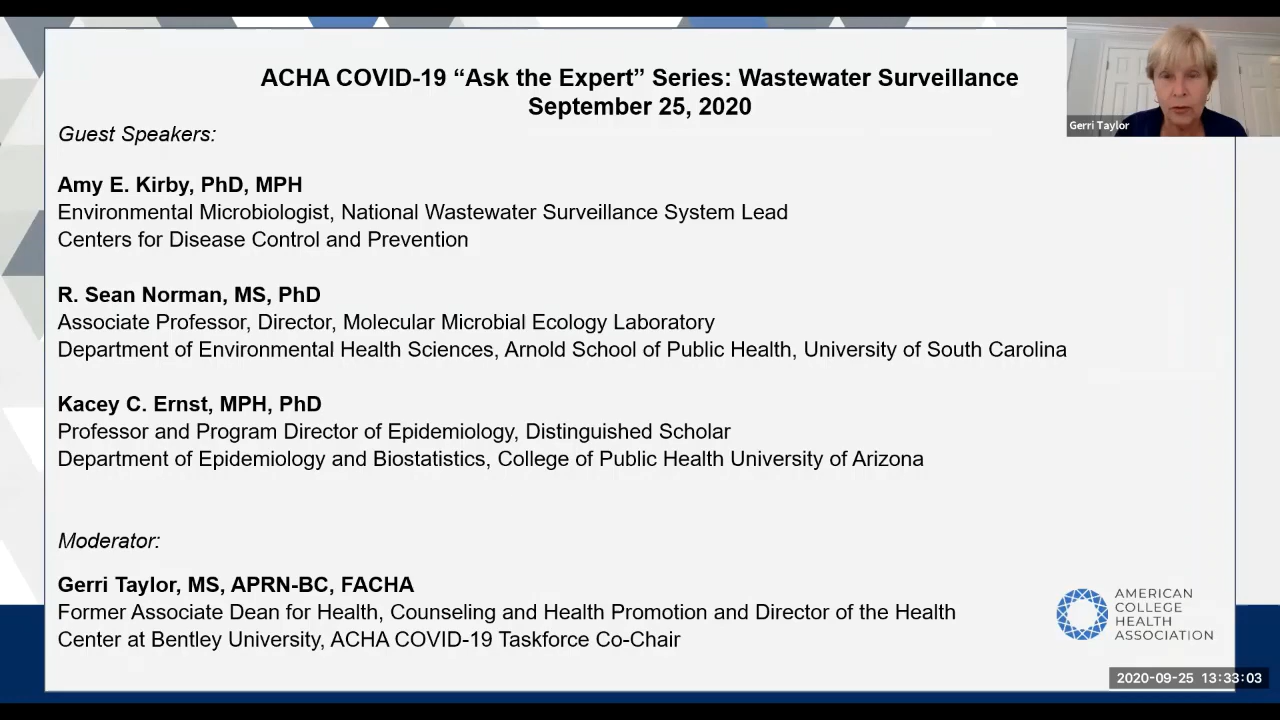 ACHA COVID-19 “Ask the Expert” Series: Wastewater Surveillance
September 25, 2020
Gerri Taylor
Guest Speakers:
Amy E. Kirby, PhD, MPH
Environmental Microbiologist, National Wastewater Surveillance System Lead
Centers for Disease Control and Prevention
R. Sean Norman, MS, PhD
Associate Professor, Director, Molecular Microbial Ecology Laboratory
Department of Environmental Health Sciences, Arnold School of Public Health, University of South Carolina
Kacey C. Ernst, MPH, PhD
Professor and Program Director of Epidemiology, Distinguished Scholar
Department of Epidemiology and Biostatistics, College of Public Health University of Arizona
Moderator:
Gerri Taylor, MS, APRN-BC, FACHA
Former Associate Dean for Health, Counseling and Health Promotion and Director of the Health
Center at Bentley University, ACHA COVID-19 Taskforce Co-Chair
AMERICAN
COLLEGE
HEALTH
ASSOCIATION
2020-09-25 13:33:03